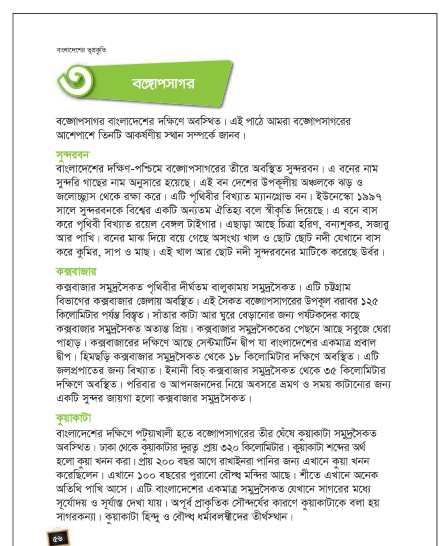 বাংলাদেশের ভূপ্রকৃতি
৩
বঙ্গোপসাগর
বঙ্গোপসাগর বাংলাদেশের দক্ষিণে অবস্থিত। এই পাঠে আমরা বঙ্গোপসাগরের
আশেপাশে তিনটি আকর্ষণীয় স্থান সম্পর্কে জানব।
সুন্দরবন
বাংলাদেশের দক্ষিণ-পশ্চিমে বঙ্গোপসাগরের তীরে অবস্থিত সুন্দরবন। এ বনের নাম
সুন্দরি গাছের নাম অনুসারে হয়েছে। এই বন দেশের উপকূলীয় অঞ্চলকে ঝড় ও
জলোচ্ছ্বাস থেকে রক্ষা করে। এটি পৃথিবীর বিখ্যাত ম্যানগ্রোভ বন। ইউনেস্কো ১৯৯৭
সালে সুন্দরবনকে বিশ্বের একটি অন্যতম ঐতিহ্য বলে স্বীকৃতি দিয়েছে। এ বনে বাস
করে পৃথিবী বিখ্যাত রয়েল বেঙ্গল টাইগার। এছাড়া আছে চিত্রা হরিণ, বন্যশূকর, সজারু
আর পাখি। বনের মাঝ দিয়ে বয়ে গেছে অসংখ্য খাল ও ছোট ছোট নদী যেখানে বাস
করে কুমির, সাপ ও মাছ। এই খাল আর ছোট নদী সুন্দরবনের মাটিকে করেছে উর্বর।
কক্সবাজার
কক্সবাজার সমুদ্রসৈকত পৃথিবীর দীর্ঘতম বালুকাময় সমুদ্রসৈকত। এটি চট্টগ্রাম
বিভাগের কক্সবাজার জেলায় অবস্থিত। এই সৈকত বঙ্গোপসাগরের উপকূল বরাবর ১২৫
কিলোমিটার পর্যন্ত বিস্তৃত। সাঁতার কাটা আর ঘুরে বেড়ানোর জন্য পর্যটকদের কাছে
কক্সবাজার সমুদ্রসৈকত অত্যন্ত প্রিয়। কক্সবাজার সমুদ্রসৈকতের পেছনে আছে সবুজে ঘেরা
পাহাড়। কক্সবাজারের দক্ষিণে আছে সেন্টমার্টিন দ্বীপ যা বাংলাদেশের একমাত্র প্রবাল
দ্বীপ। হিমছড়ি কক্সবাজার সমুদ্রসৈকত থেকে ১৮ কিলোমিটার দক্ষিণে অবস্থিত। এটি
জলপ্রপাতের জন্য বিখ্যাত। ইনানী বিচ্ কক্সবাজার সমুদ্রসৈকত থেকে ৩৫ কিলোমিটার
দক্ষিণে অবস্থিত। পরিবার ও আপনজনদের নিয়ে অবসরে ভ্রমণ ও সময় কাটানোর জন্য
একটি সুন্দর জায়গা হলো কক্সবাজার সমুদ্রসৈকত।
কুয়াকাটা
বাংলাদেশের দক্ষিণে পটুয়াখালী হতে বঙ্গোপসাগরের তীর ঘেঁষে কুয়াকাটা সমুদ্রসৈকত
অবস্থিত। ঢাকা থেকে কুয়াকাটার দূরত্ব প্রায় ৩২০ কিলোমিটার। কুয়াকাটা শব্দের অর্থ
হলো কুয়া খনন করা। প্রায় ২০০ বছর আগে রাখাইনরা পানির জন্য এখানে কুয়া খনন
করেছিলেন। এখানে ১০০ বছরের পুরানো বৌদ্ধ মন্দির আছে। শীতে এখানে অনেক
অতিথি পাখি আসে। এটি বাংলাদেশের একমাত্র সমুদ্রসৈকত যেখানে সাগরের মধ্যে
সূর্যোদয় ও সূর্যাস্ত দেখা যায়। অপূর্ব প্রাকৃতিক সৌন্দর্যের কারণে কুয়াকাটাকে বলা হয়
সাগরকন্যা। কুয়াকাটা হিন্দু ও বৌদ্ধ ধর্মাবলম্বীদের তীর্থস্থান।
৫৬